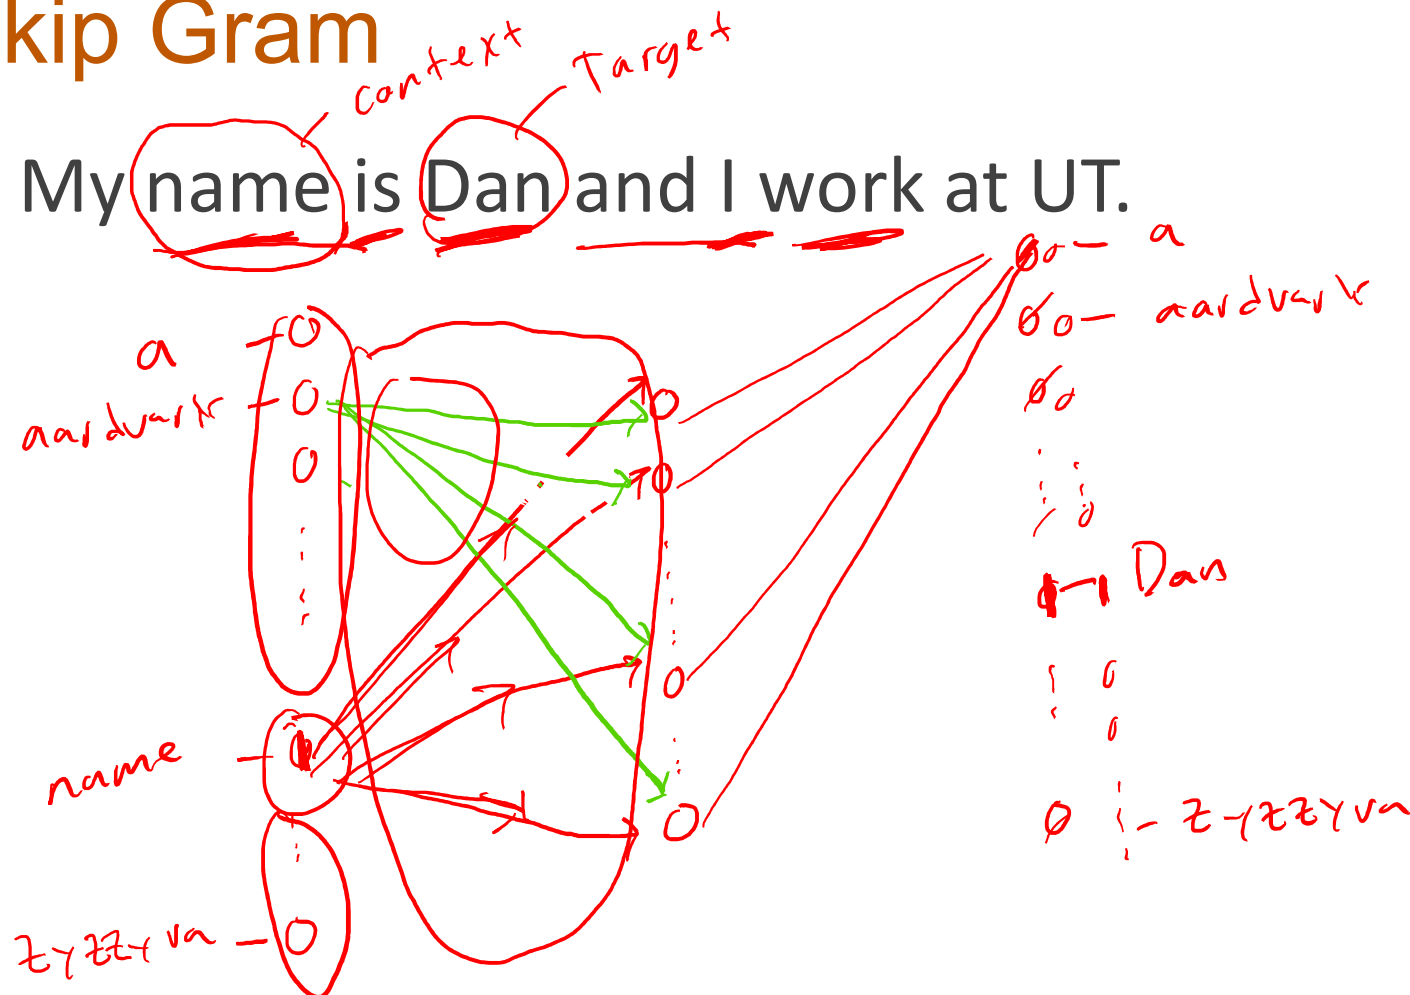 kip Gram
context
Target
My name is Dan and I work at UT.
a
aardvark
a
aardvark
Dan
name
zyzzyva
zyzzyva